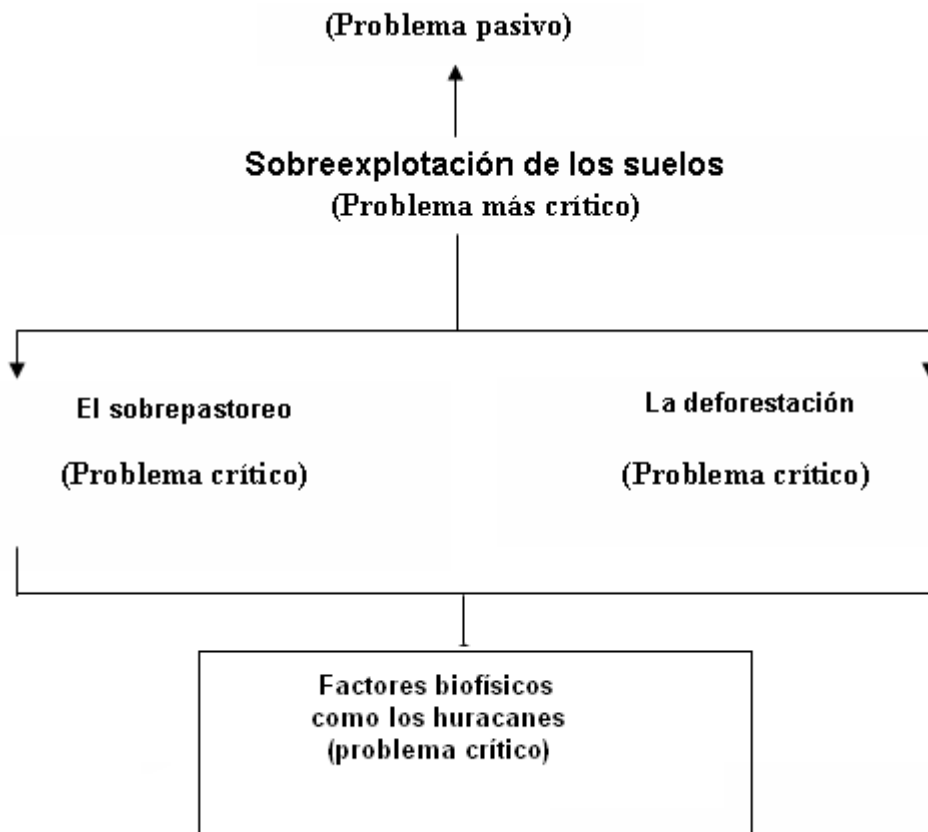 (Problema pasivo)
Sobreexplotación de los suelos
(Problema más crítico)
El sobrepastoreo
(Problema crítico)
La deforestación
(Problema crítico)
Factores biofísicos
como los huracanes
(problema crítico)